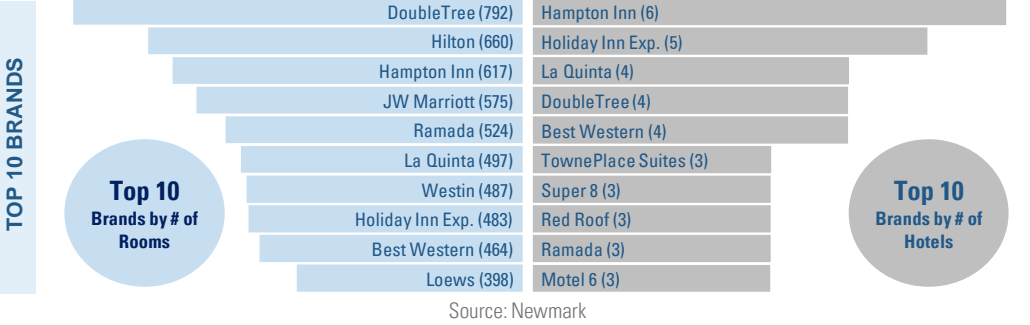 TOP 10 BRANDS
DoubleTree (792)
Hilton (660)
Hampton Inn (617)
JW Marriott (575)
Ramada (524)
La Quinta (497)
Westin (487)
Holiday Inn Exp. (483)
Best Western (464)
Loews (398)
Top 10
Brands by # of
Rooms
Hampton Inn (6)
Holiday Inn Exp. (5)
La Quinta (4)
DoubleTree (4)
Best Western (4)
TownePlace Suites (3)
Super 8 (3)
Red Roof (3)
Ramada (3)
Motel 6 (3)
Top 10
Brands by # of
Hotels
Source: Newmark